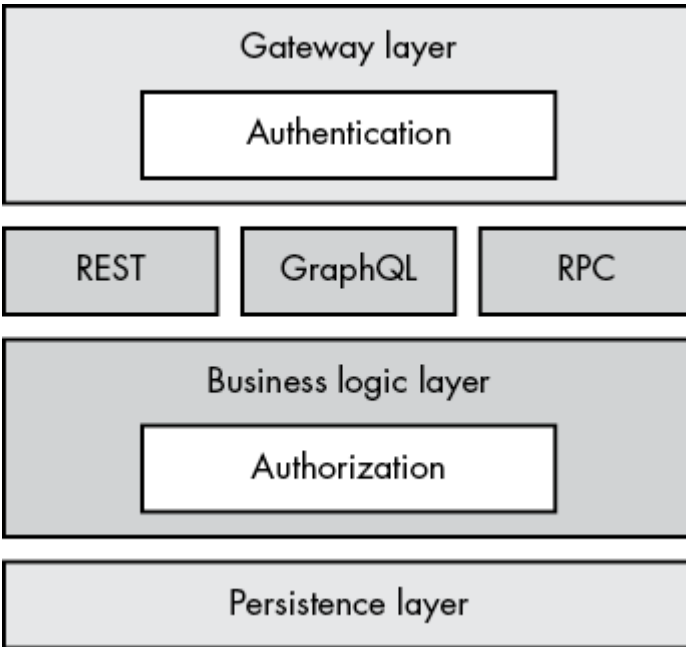 Gateway layer
Authentication
REST
GraphQL
RPC
Business logic layer
Authorization
Persistence layer